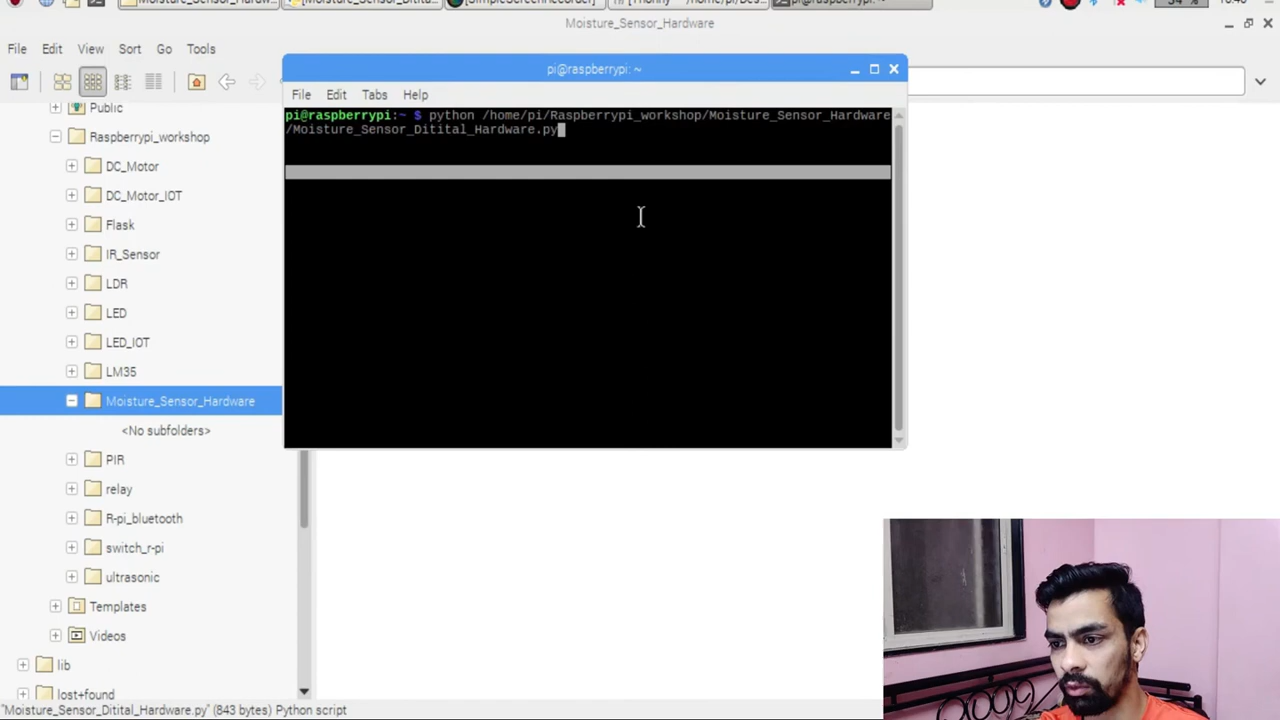 Moisture_Sensor_Hardware
File Edit View Sort Go Tools
pi@raspberrypi: ~
File Edit Tabs Help
pi@raspberrypi:~ $ python /home/pi/Raspberrypi_workshop/Moisture_Sensor_Hardware
/Moisture_Sensor_Ditital_Hardware.py
Public
Raspberrypi_workshop
DC_Motor
DC_Motor_IOT
Flask
IR_Sensor
LDR
LED
LED_IOT
LM35
Moisture_Sensor_Hardware
<No subfolders>
PIR
relay
R-pi_bluetooth
switch_r-pi
ultrasonic
Templates
Videos
lib
lost+found
"Moisture_Sensor_Ditital_Hardware.py" (843 bytes) Python script